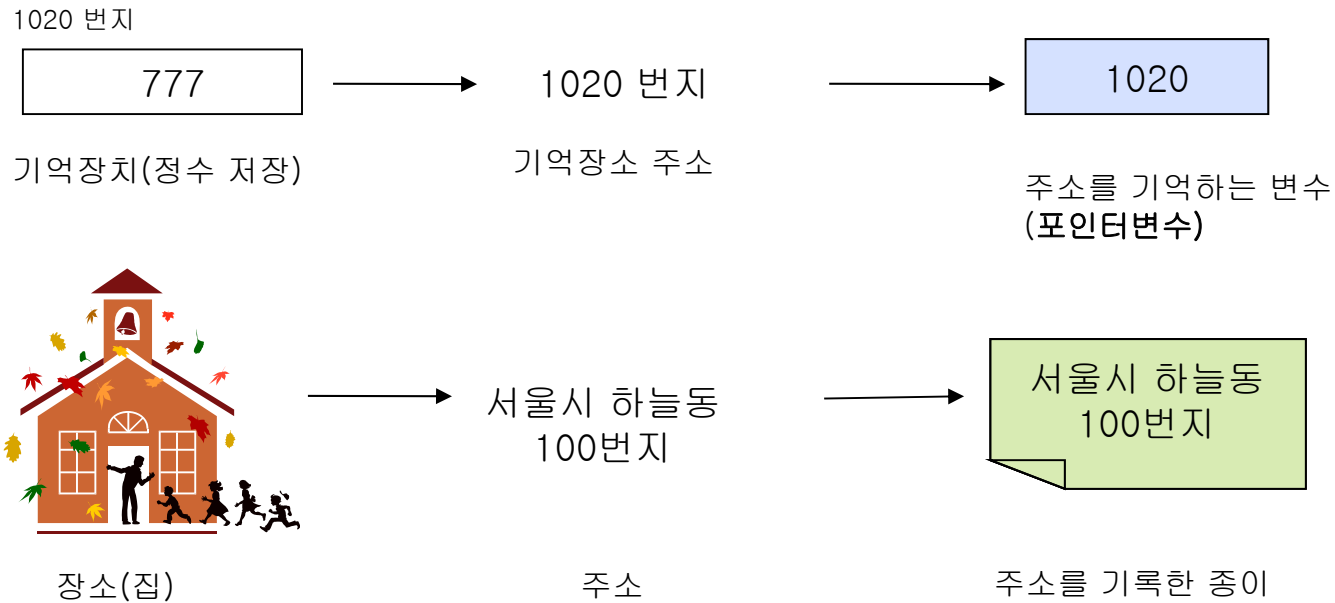 1020 번지
777
1020 번지
1020
기억장치(정수 저장)
기억장소 주소
주소를 기억하는 변수
(포인터변수)
서울시 하늘동
100번지
서울시 하늘동
100번지
장소(집)
주소
주소를 기록한 종이